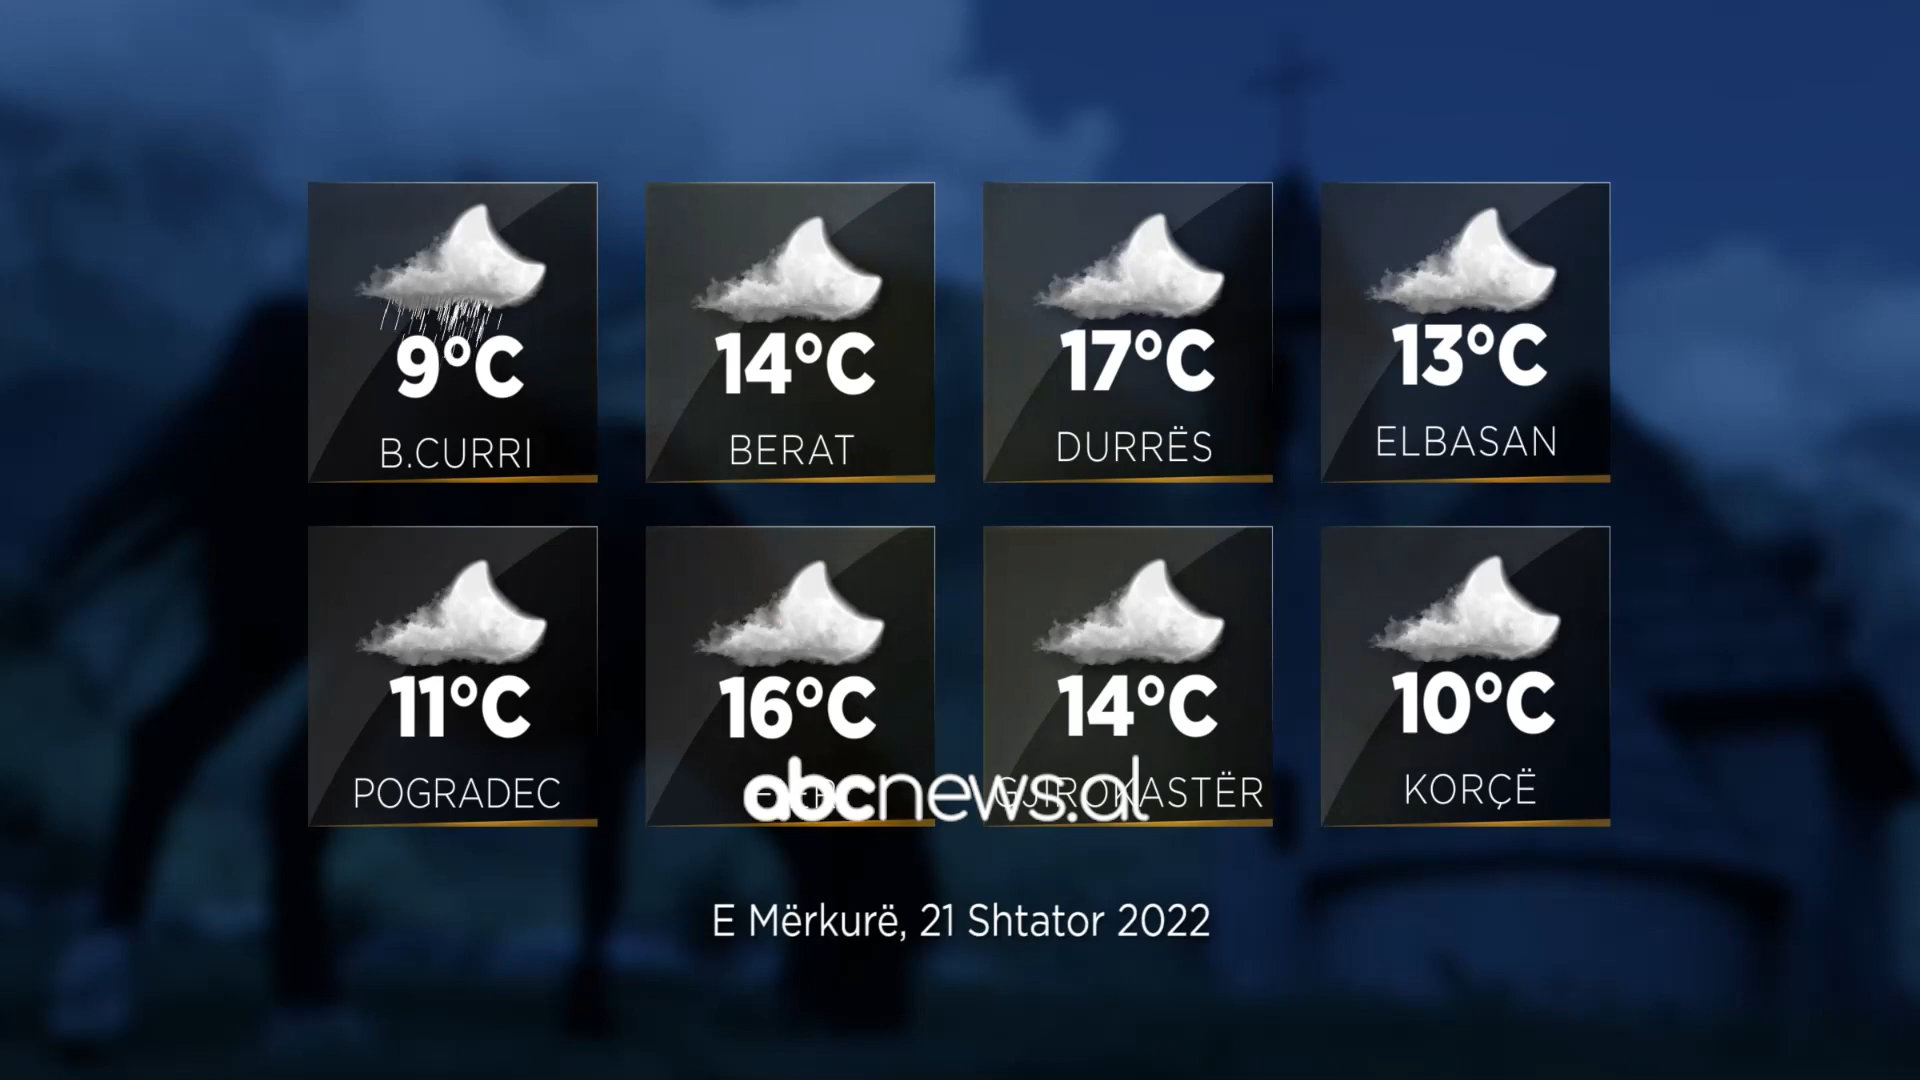 9°C
B.CURRI
14°C
BERAT
17°C
DURRËS
13°C
ELBASAN
11°C
POGRADEC
16°C
14°C
GJIROKASTËR
10°C
KORÇË
abcnews.al
E Mërkurë, 21 Shtator 2022